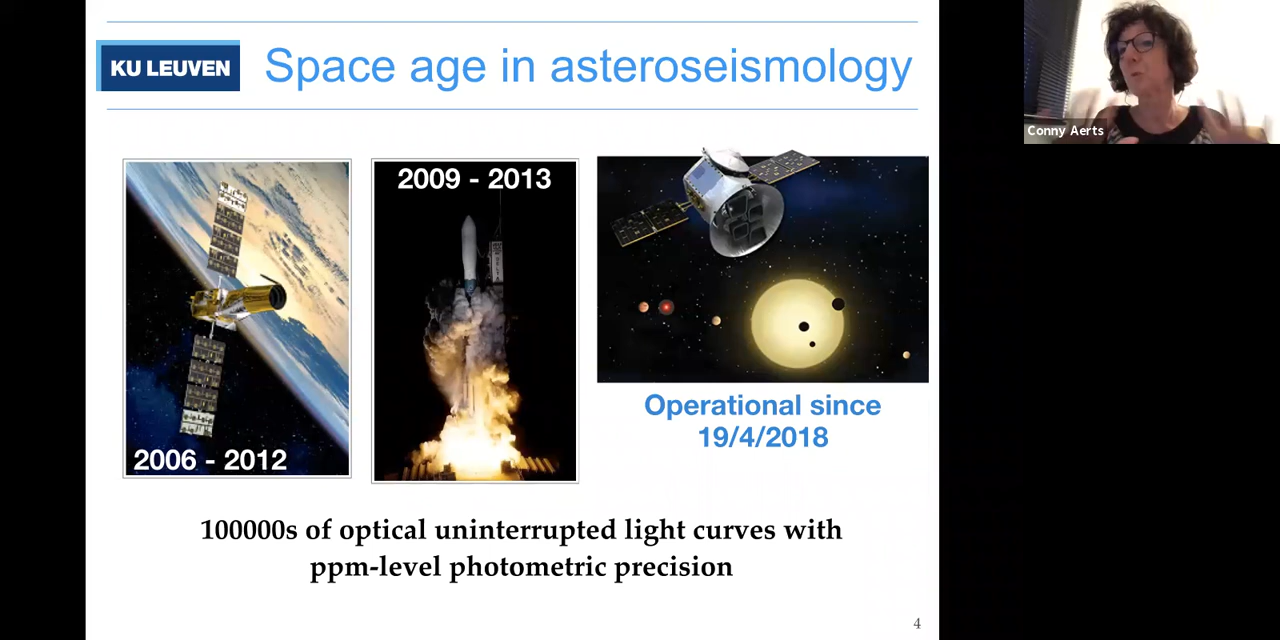 KU LEUVEN
Space age in asteroseismology
Conny Aerts
2009 - 2013
2006 - 2012
Operational since
19/4/2018
100000s of optical uninterrupted light curves with
ppm-level photometric precision
4